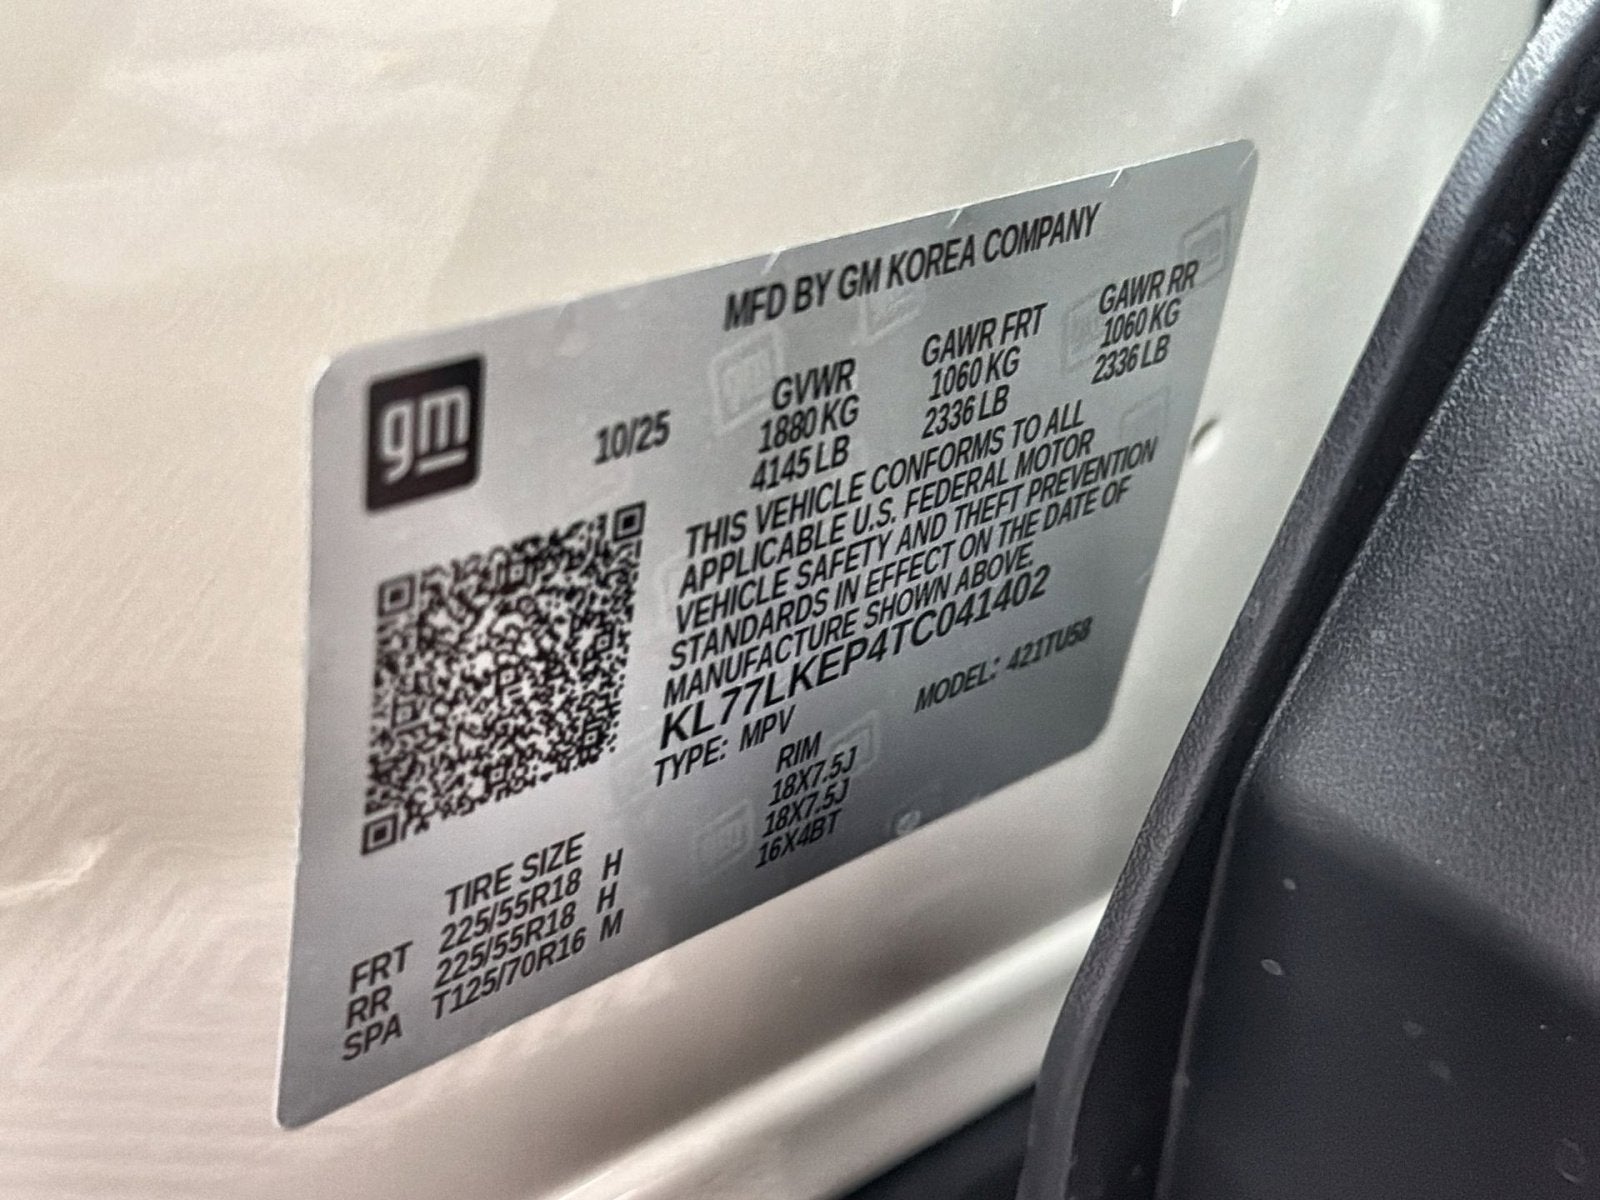 MFD BY GM KOREA COMPANY
gm
10/25
GVWR GAWR FRT GAWR RR
1880 KG 1060 KG 1060 KG
4145 LB 2336 LB 2336 LB
THIS VEHICLE CONFORMS TO ALL
APPLICABLE U.S. FEDERAL MOTOR
VEHICLE SAFETY AND THEFT PREVENTION
STANDARDS IN EFFECT ON THE DATE OF
MANUFACTURE SHOWN ABOVE.
KL77LKEP4TC041402
TYPE: MPV MODEL: 421TU58
TIRE SIZE RIM
FRT 225/55R18 H 18X7.5J
RR 225/55R18 H 18X7.5J
SPA T125/70R16 M 16X4BT